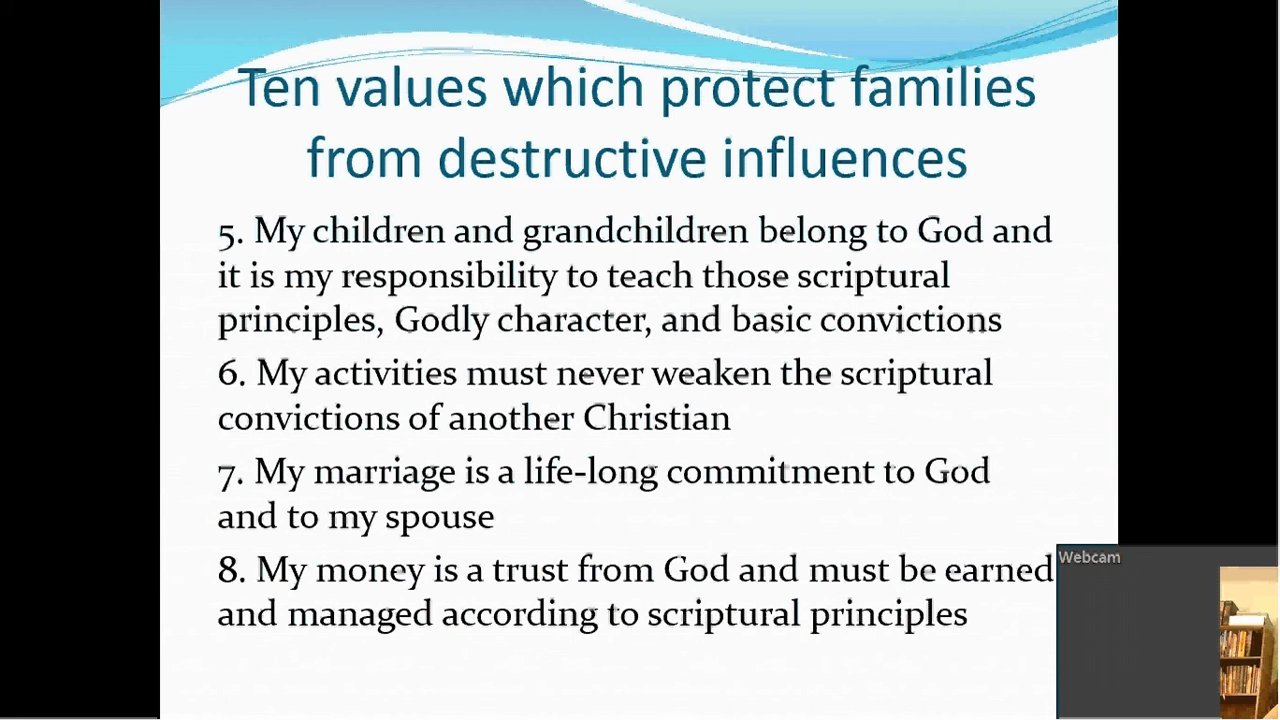 Ten values which protect families
from destructive influences
5. My children and grandchildren belong to God and
it is my responsibility to teach those scriptural
principles, Godly character, and basic convictions
6. My activities must never weaken the scriptural
convictions of another Christian
7. My marriage is a life-long commitment to God
and to my spouse
8. My money is a trust from God and must be earned
and managed according to scriptural principles
Webcam